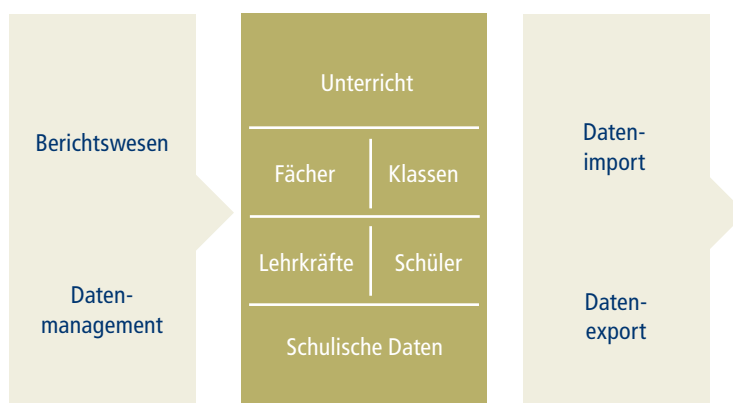 Berichtswesen
Daten-
management
Unterricht
Fächer
Klassen
Lehrkräfte
Schüler
Schulische Daten
Daten-
import
Daten-
export